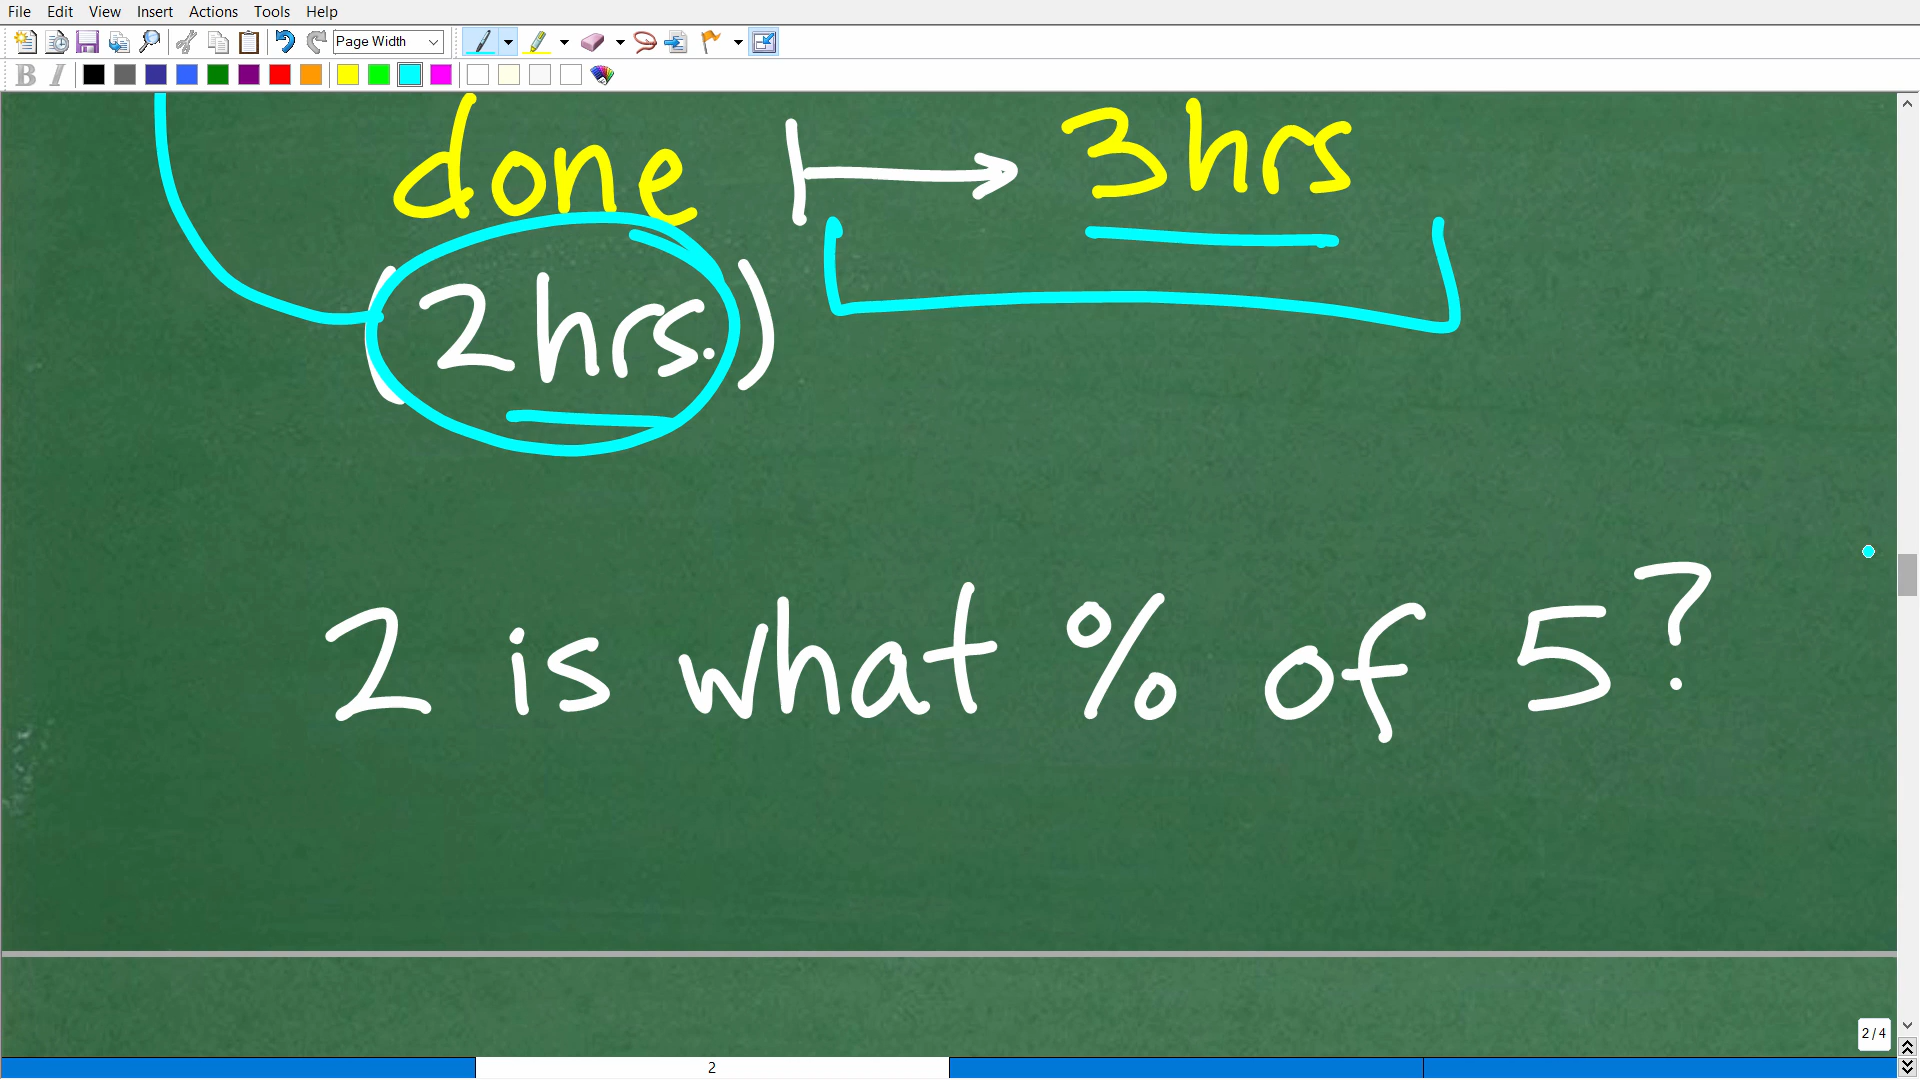 File Edit View Insert Actions Tools Help
Page Width
B I
done → 3hrs
(2hrs.)
2 is what % of 5?
2 / 4
2